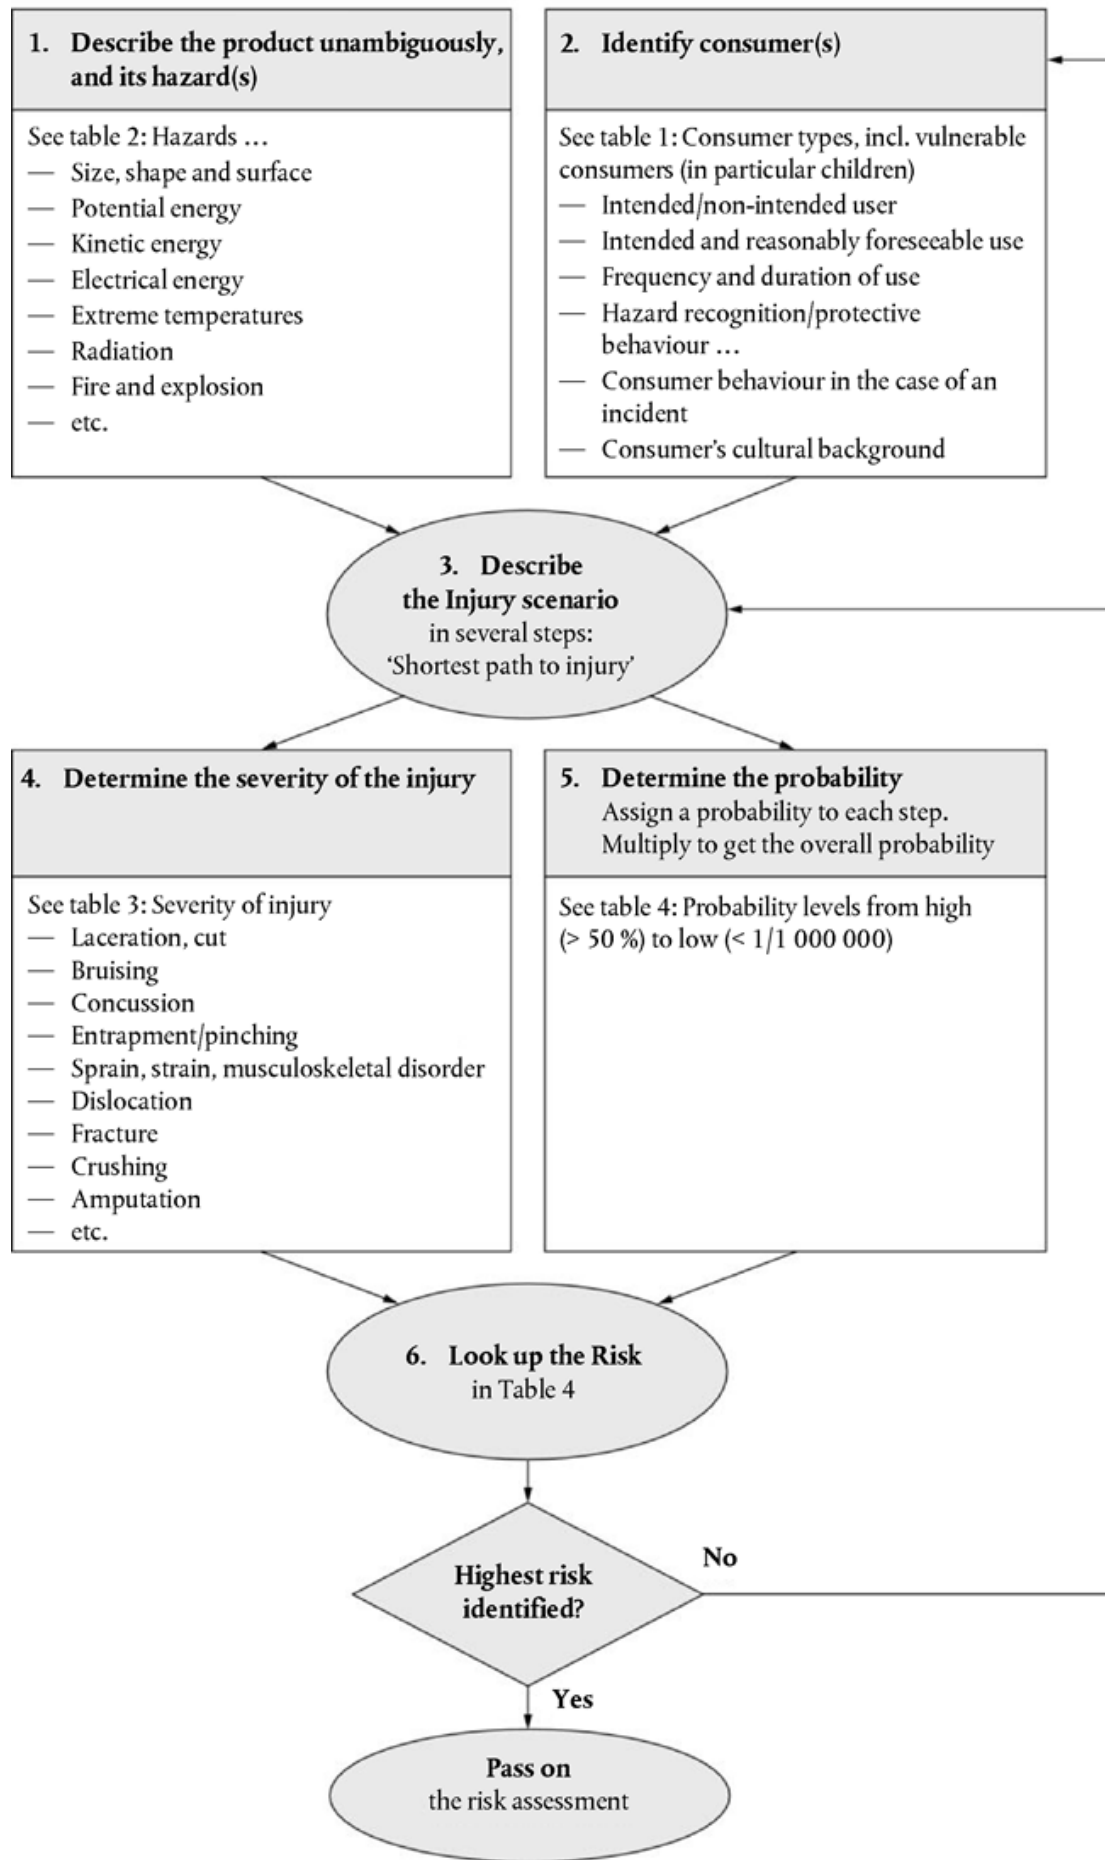 1. Describe the product unambiguously,
and its hazard(s)
See table 2: Hazards …
— Size, shape and surface
— Potential energy
— Kinetic energy
— Electrical energy
— Extreme temperatures
— Radiation
— Fire and explosion
— etc.
2. Identify consumer(s)
See table 1: Consumer types, incl. vulnerable
consumers (in particular children)
— Intended/non-intended user
— Intended and reasonably foreseeable use
— Frequency and duration of use
— Hazard recognition/protective
behaviour …
— Consumer behaviour in the case of an
incident
— Consumer’s cultural background
3. Describe
the Injury scenario
in several steps:
‘Shortest path to injury’
4. Determine the severity of the injury
See table 3: Severity of injury
— Laceration, cut
— Bruising
— Concussion
— Entrapment/pinching
— Sprain, strain, musculoskeletal disorder
— Dislocation
— Fracture
— Crushing
— Amputation
— etc.
5. Determine the probability
Assign a probability to each step.
Multiply to get the overall probability
See table 4: Probability levels from high
(> 50 %) to low (< 1/1 000 000)
6. Look up the Risk
in Table 4
Highest risk
identified?
No
Yes
Pass on
the risk assessment